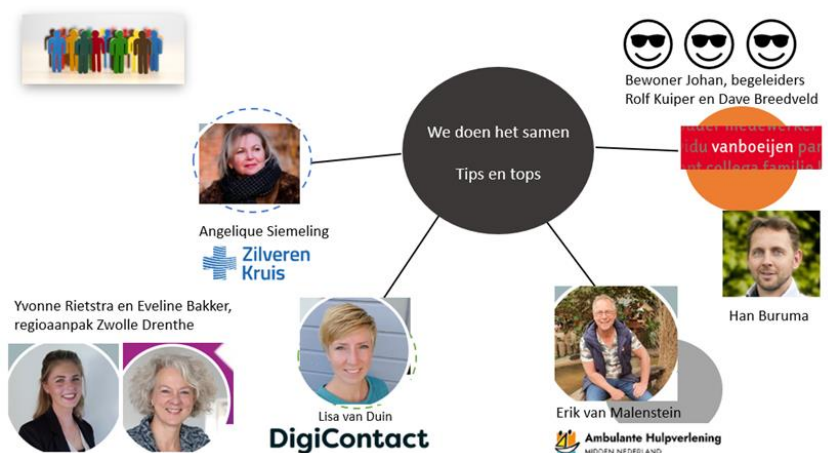 Bewoner Johan, begeleiders
Rolf Kuiper en Dave Breedveld
We doen het samen
Tips en tops
vanboeijen
Angelique Siemeling
Zilveren
Kruis
Han Buruma
Yvonne Rietstra en Eveline Bakker,
regioaanpak Zwolle Drenthe
Lisa van Duin
DigiContact
Erik van Malenstein
Ambulante Hulpverlening
MIDDEN NEDERLAND